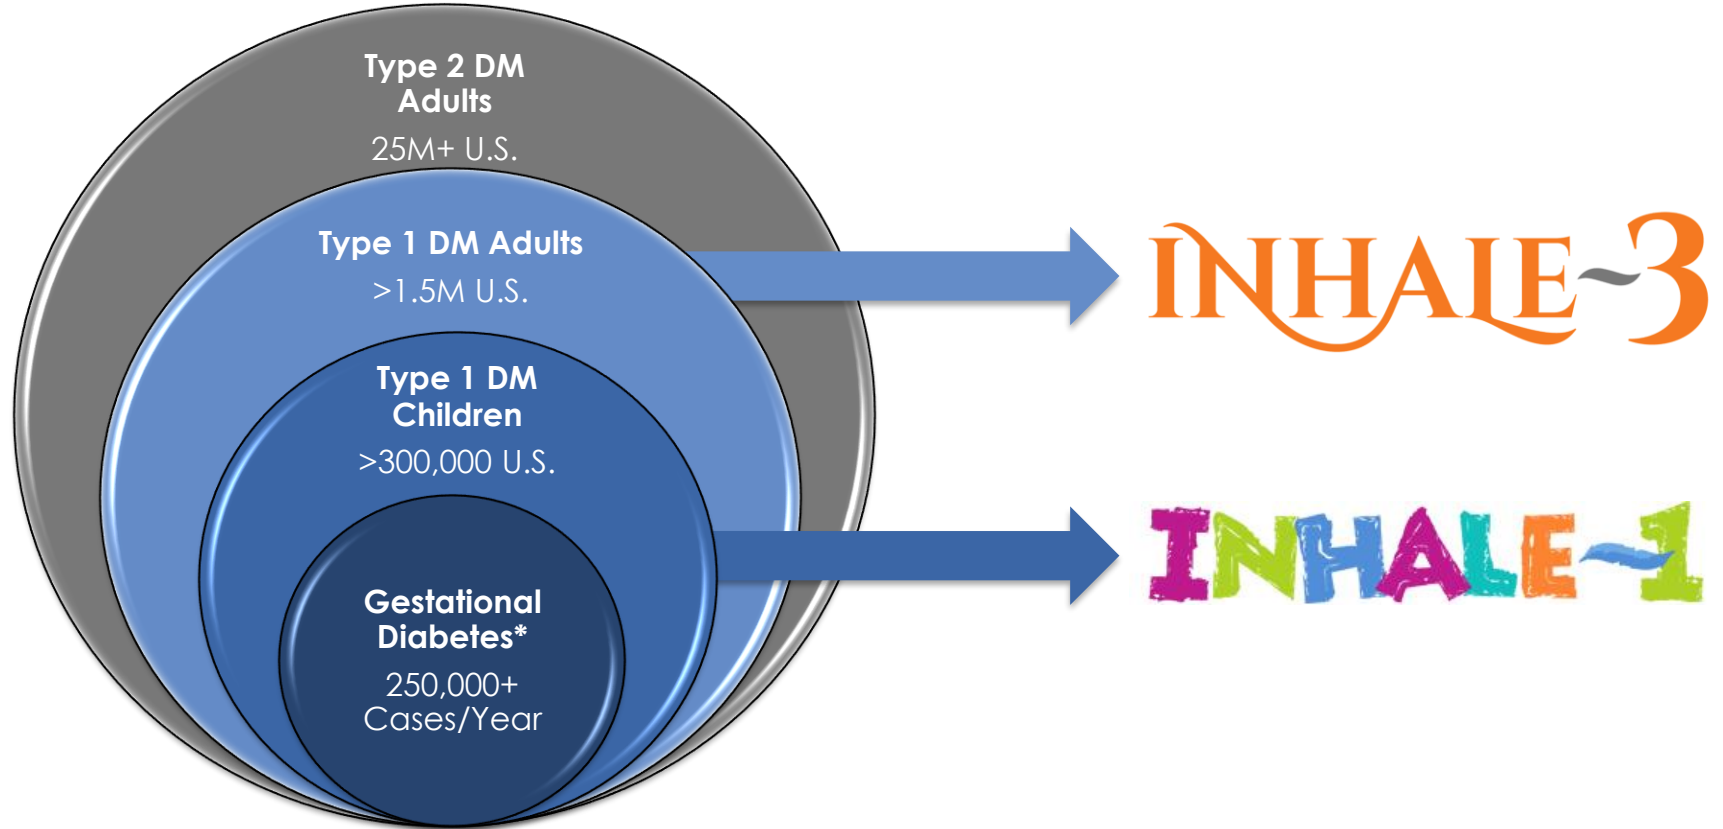 Type 2 DM
Adults
25M+ U.S.
Type 1 DM Adults
>1.5M U.S.
Type 1 DM
Children
>300,000 U.S.
Gestational
Diabetes*
250,000+
Cases/Year
INHALE~3
INHALE~1